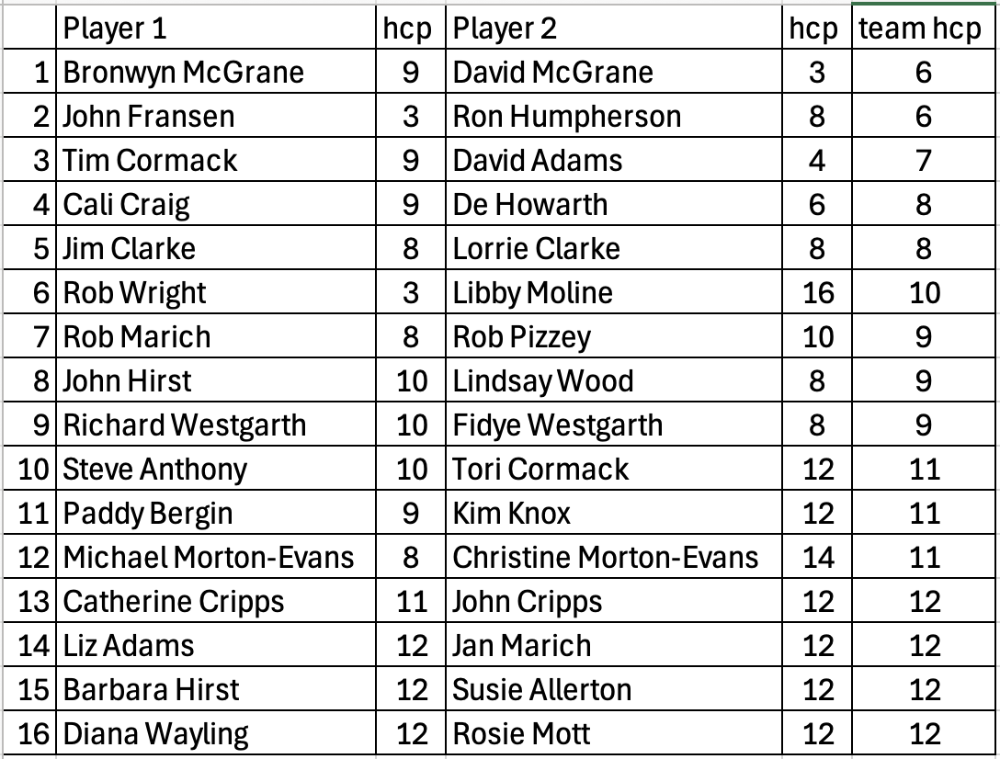 Player 1 hcp Player 2 hcp team hcp
1 Bronwyn McGrane 9 David McGrane 3 6
2 John Fransen 3 Ron Humpherson 8 6
3 Tim Cormack 9 David Adams 4 7
4 Cali Craig 9 De Howarth 6 8
5 Jim Clarke 8 Lorrie Clarke 8 8
6 Rob Wright 3 Libby Moline 16 10
7 Rob Marich 8 Rob Pizzey 10 9
8 John Hirst 10 Lindsay Wood 8 9
9 Richard Westgarth 10 Fidye Westgarth 8 9
10 Steve Anthony 10 Tori Cormack 12 11
11 Paddy Bergin 9 Kim Knox 12 11
12 Michael Morton-Evans 8 Christine Morton-Evans 14 11
13 Catherine Cripps 11 John Cripps 12 12
14 Liz Adams 12 Jan Marich 12 12
15 Barbara Hirst 12 Susie Allerton 12 12
16 Diana Wayling 12 Rosie Mott 12 12